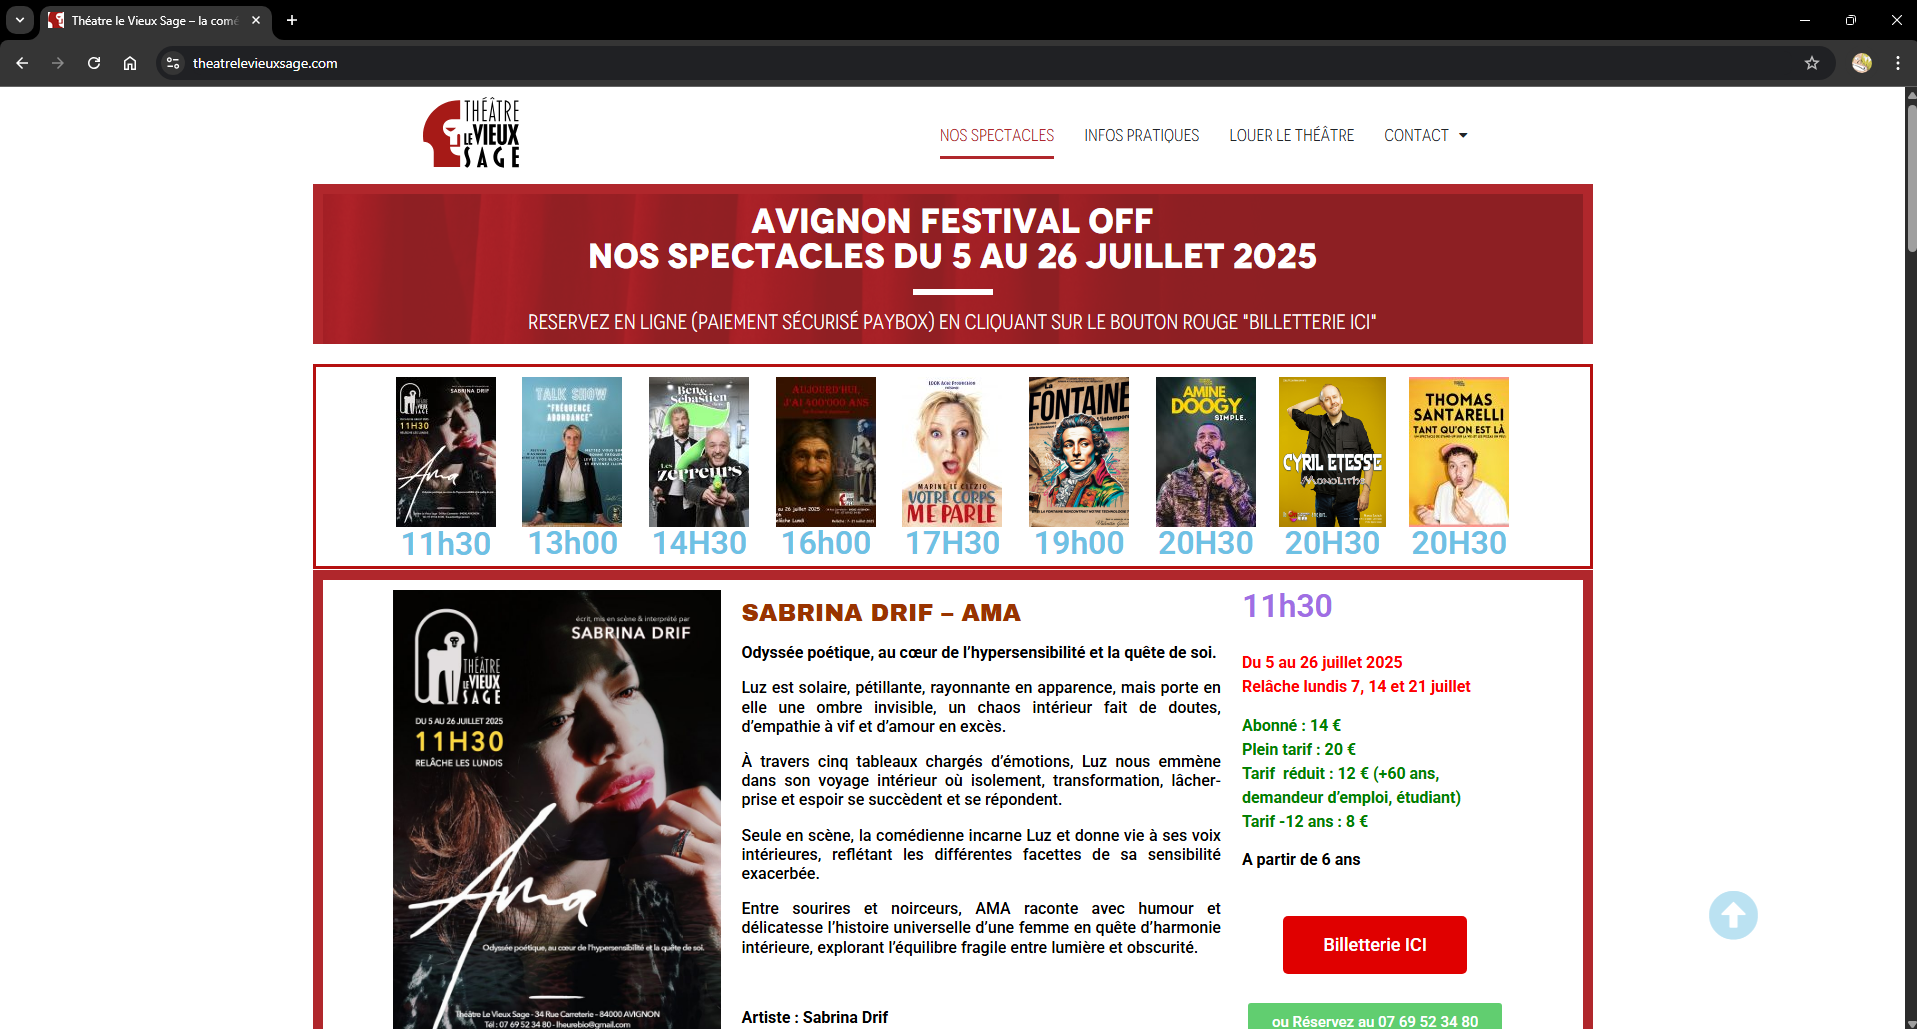 Théatre le Vieux Sage – la comé
theatrelevieuxsage.com
THÉÂTRE
LE VIEUX
SAGE
NOS SPECTACLES
INFOS PRATIQUES
LOUER LE THÉÂTRE
CONTACT
AVIGNON FESTIVAL OFF
NOS SPECTACLES DU 5 AU 26 JUILLET 2025
RESERVEZ EN LIGNE (PAIEMENT SÉCURISÉ PAYBOX) EN CLIQUANT SUR LE BOUTON ROUGE "BILLETTERIE ICI"
SABRINA DRIF
11H30
RELÂCHE LES LUNDIS
Ama
TALK SHOW
"FRÉQUENCE
ABONDANCE"
Ben&
Sébastien
Les
zérreurs
AUJOURD'HUI,
J'AI 400'000 ANS
au 26 juillet 2025
Relâche Lundi
MARINE LE CLÉZIO
VOTRE CORPS
ME PARLE
LA
FONTAINE
AMINE
DOOGY
SIMPLE.
CYRIL ETESSE
MONOLITHE
THOMAS
SANTARELLI
TANT QU'ON EST LÀ
11h30
13h00
14H30
16h00
17H30
19h00
20H30
20H30
20H30
écrit, mis en scène & interprété par
SABRINA DRIF
THÉÂTRE
LE VIEUX
SAGE
DU 5 AU 26 JUILLET 2025
11H30
RELÂCHE LES LUNDIS
Ama
Odyssée poétique, au cœur de l'hypersensibilité et la quête de soi.
Théâtre Le Vieux Sage - 34 Rue Carreterie - 84000 AVIGNON
Tél : 07 69 52 34 80 - lheurebio@gmail.com
SABRINA DRIF – AMA
Odyssée poétique, au cœur de l'hypersensibilité et la quête de soi.
Luz est solaire, pétillante, rayonnante en apparence, mais porte en
elle une ombre invisible, un chaos intérieur fait de doutes,
d'empathie à vif et d'amour en excès.
À travers cinq tableaux chargés d'émotions, Luz nous emmène
dans son voyage intérieur où isolement, transformation, lâcher-
prise et espoir se succèdent et se répondent.
Seule en scène, la comédienne incarne Luz et donne vie à ses voix
intérieures, reflétant les différentes facettes de sa sensibilité
exacerbée.
Entre sourires et noirceurs, AMA raconte avec humour et
délicatesse l'histoire universelle d'une femme en quête d'harmonie
intérieure, explorant l'équilibre fragile entre lumière et obscurité.
Artiste : Sabrina Drif
11h30
Du 5 au 26 juillet 2025
Relâche lundis 7, 14 et 21 juillet
Abonné : 14 €
Plein tarif : 20 €
Tarif réduit : 12 € (+60 ans,
demandeur d'emploi, étudiant)
Tarif -12 ans : 8 €
A partir de 6 ans
Billetterie ICI
ou Réservez au 07 69 52 34 80